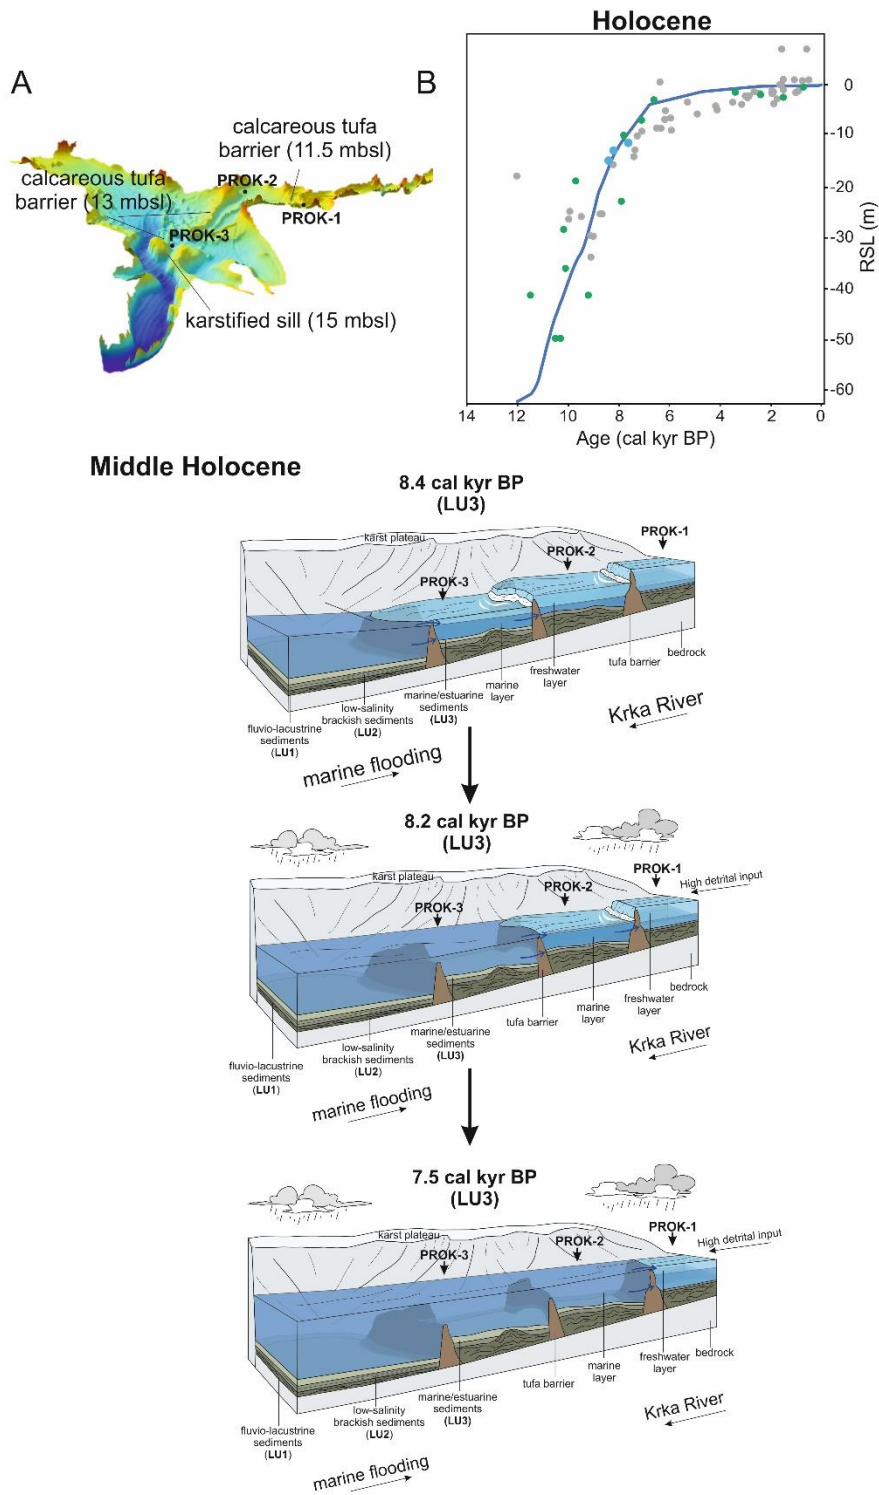 A
calcareous tufa
barrier (11.5 mbsl)
PROK-2
calcareous tufa
barrier (13 mbsl)
PROK-1
PROK-3
karstified sill (15 mbsl)
Holocene
B
0
-10
-20
-30
-40
-50
-60
RSL (m)
14
12
10
8
6
4
2
0
Age (cal kyr BP)
Middle Holocene
8.4 cal kyr BP
(LU3)
karst plateau
PROK-1
PROK-2
PROK-3
bedrock
tufa barrier
freshwater
layer
marine
layer
marine/estuarine
sediments
(LU3)
low-salinity
brackish sediments
(LU2)
fluvio-lacustrine
sediments
(LU1)
Krka River
marine flooding
8.2 cal kyr BP
(LU3)
karst plateau
PROK-1
High detrital input
PROK-2
PROK-3
bedrock
freshwater
layer
marine
layer
tufa barrier
marine/estuarine
sediments
(LU3)
low-salinity
brackish sediments
(LU2)
fluvio-lacustrine
sediments
(LU1)
Krka River
marine flooding
7.5 cal kyr BP
(LU3)
karst plateau
PROK-1
High detrital input
PROK-2
PROK-3
bedrock
freshwater
layer
marine
layer
tufa barrier
marine/estuarine
sediments
(LU3)
low-salinity
brackish sediments
(LU2)
fluvio-lacustrine
sediments
(LU1)
Krka River
marine flooding